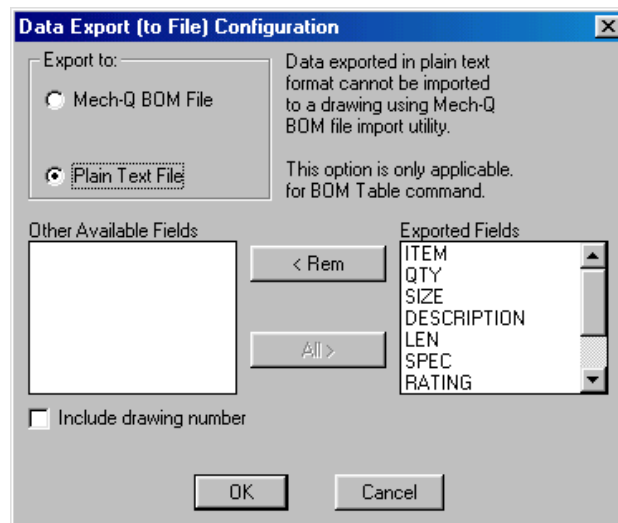 Data Export (to File) Configuration
Export to:
Mech-Q BOM File
Plain Text File
Data exported in plain text
format cannot be imported
to a drawing using Mech-Q
BOM file import utility.
This option is only applicable.
for BOM Table command.
Other Available Fields
< Rem
All >
Exported Fields
ITEM
QTY
SIZE
DESCRIPTION
LEN
SPEC
RATING
Include drawing number
OK
Cancel